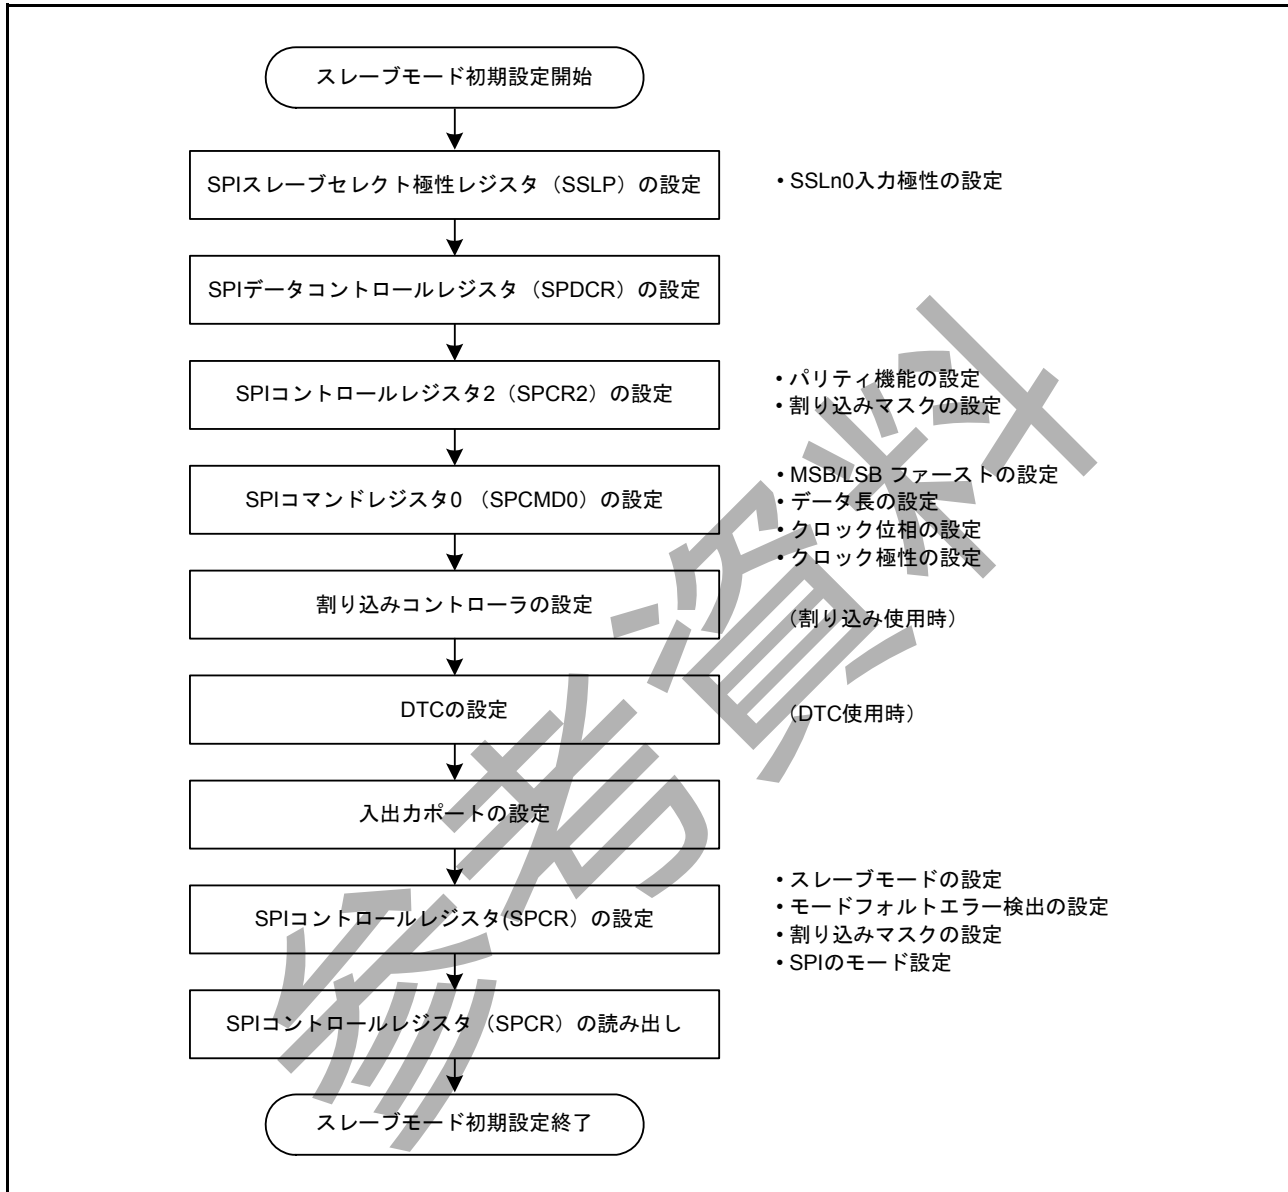 スレーブモード初期設定開始
SPIスレーブセレクト極性レジスタ（SSLP）の設定
• SSLn0入力極性の設定
SPIデータコントロールレジスタ（SPDCR）の設定
SPIコントロールレジスタ2（SPCR2）の設定
• パリティ機能の設定
• 割り込みマスクの設定
SPIコマンドレジスタ0 （SPCMD0）の設定
• MSB/LSB ファーストの設定
• データ長の設定
• クロック位相の設定
• クロック極性の設定
割り込みコントローラの設定
（割り込み使用時）
DTCの設定
（DTC使用時）
入出力ポートの設定
SPIコントロールレジスタ(SPCR）の設定
• スレーブモードの設定
• モードフォルトエラー検出の設定
• 割り込みマスクの設定
• SPIのモード設定
SPIコントロールレジスタ（SPCR）の読み出し
スレーブモード初期設定終了
参考資料